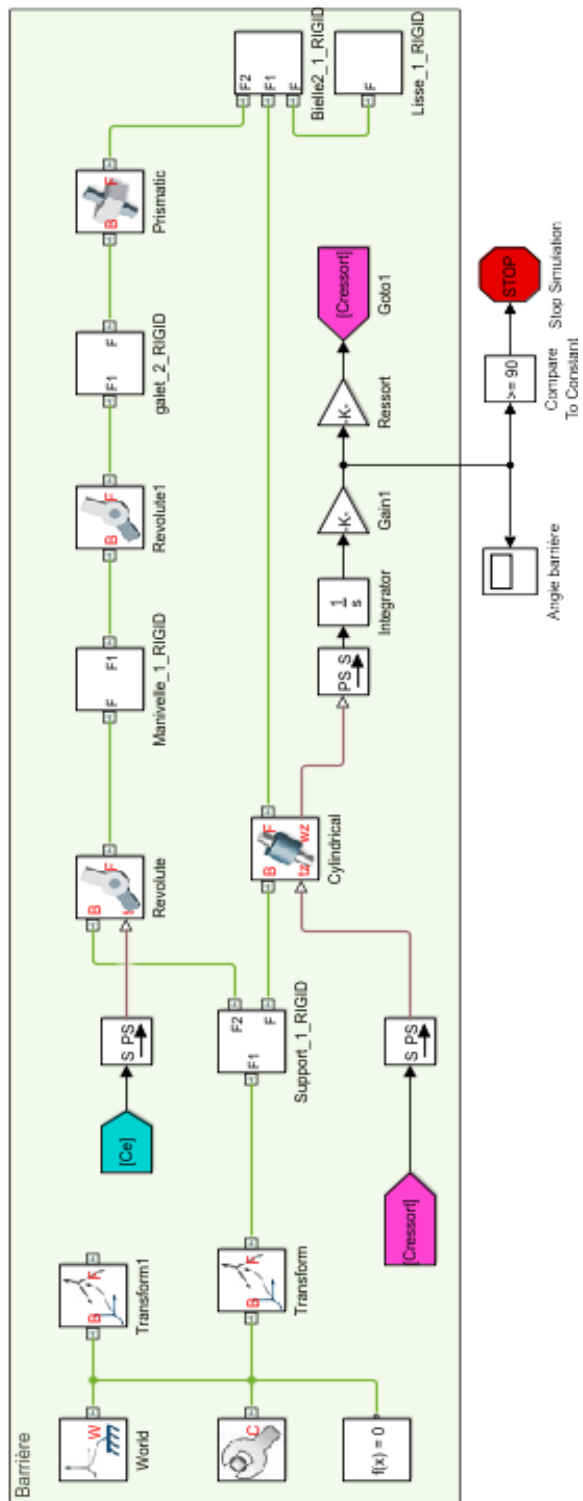 Barrière
W
World
B F
Transform1
C
f(x) = 0
B F
Transform
[Ce]
S PS
B F
t
Revolute
F F1
Manivelle_1_RIGID
B F
Revolute1
F1 F
galet_2_RIGID
B F
Prismatic
F2
F1
F
Bielle2_1_RIGID
F
Lisse_1_RIGID
F2
F1 F
Support_1_RIGID
B F
tz wz
Cylindrical
[Cressort]
S PS
PS S
1
s
Integrator
-K-
Gain1
-K-
Ressort
[Cressort]
Goto1
Angle barrière
>= 90
Compare
To Constant
STOP
Stop Simulation